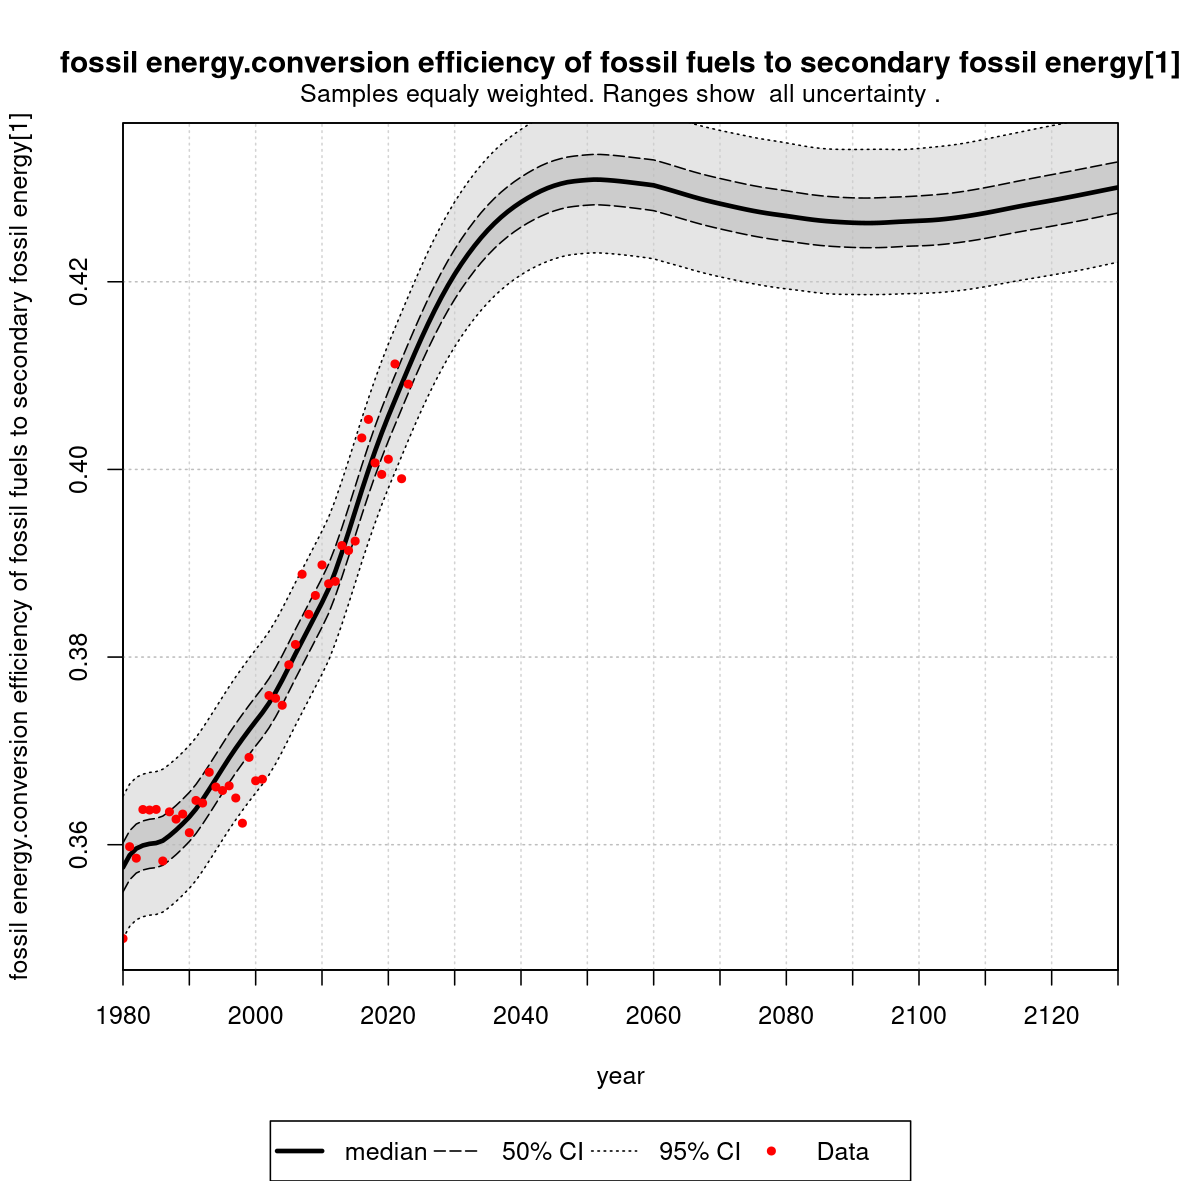 fossil energy.conversion efficiency of fossil fuels to secondary fossil energy[1]
Samples equaly weighted. Ranges show  all uncertainty .
fossil energy.conversion efficiency of fossil fuels to secondary fossil energy[1]
0.42
0.40
0.38
0.36
1980 2000 2020 2040 2060 2080 2100 2120
year
median 50% CI 95% CI Data